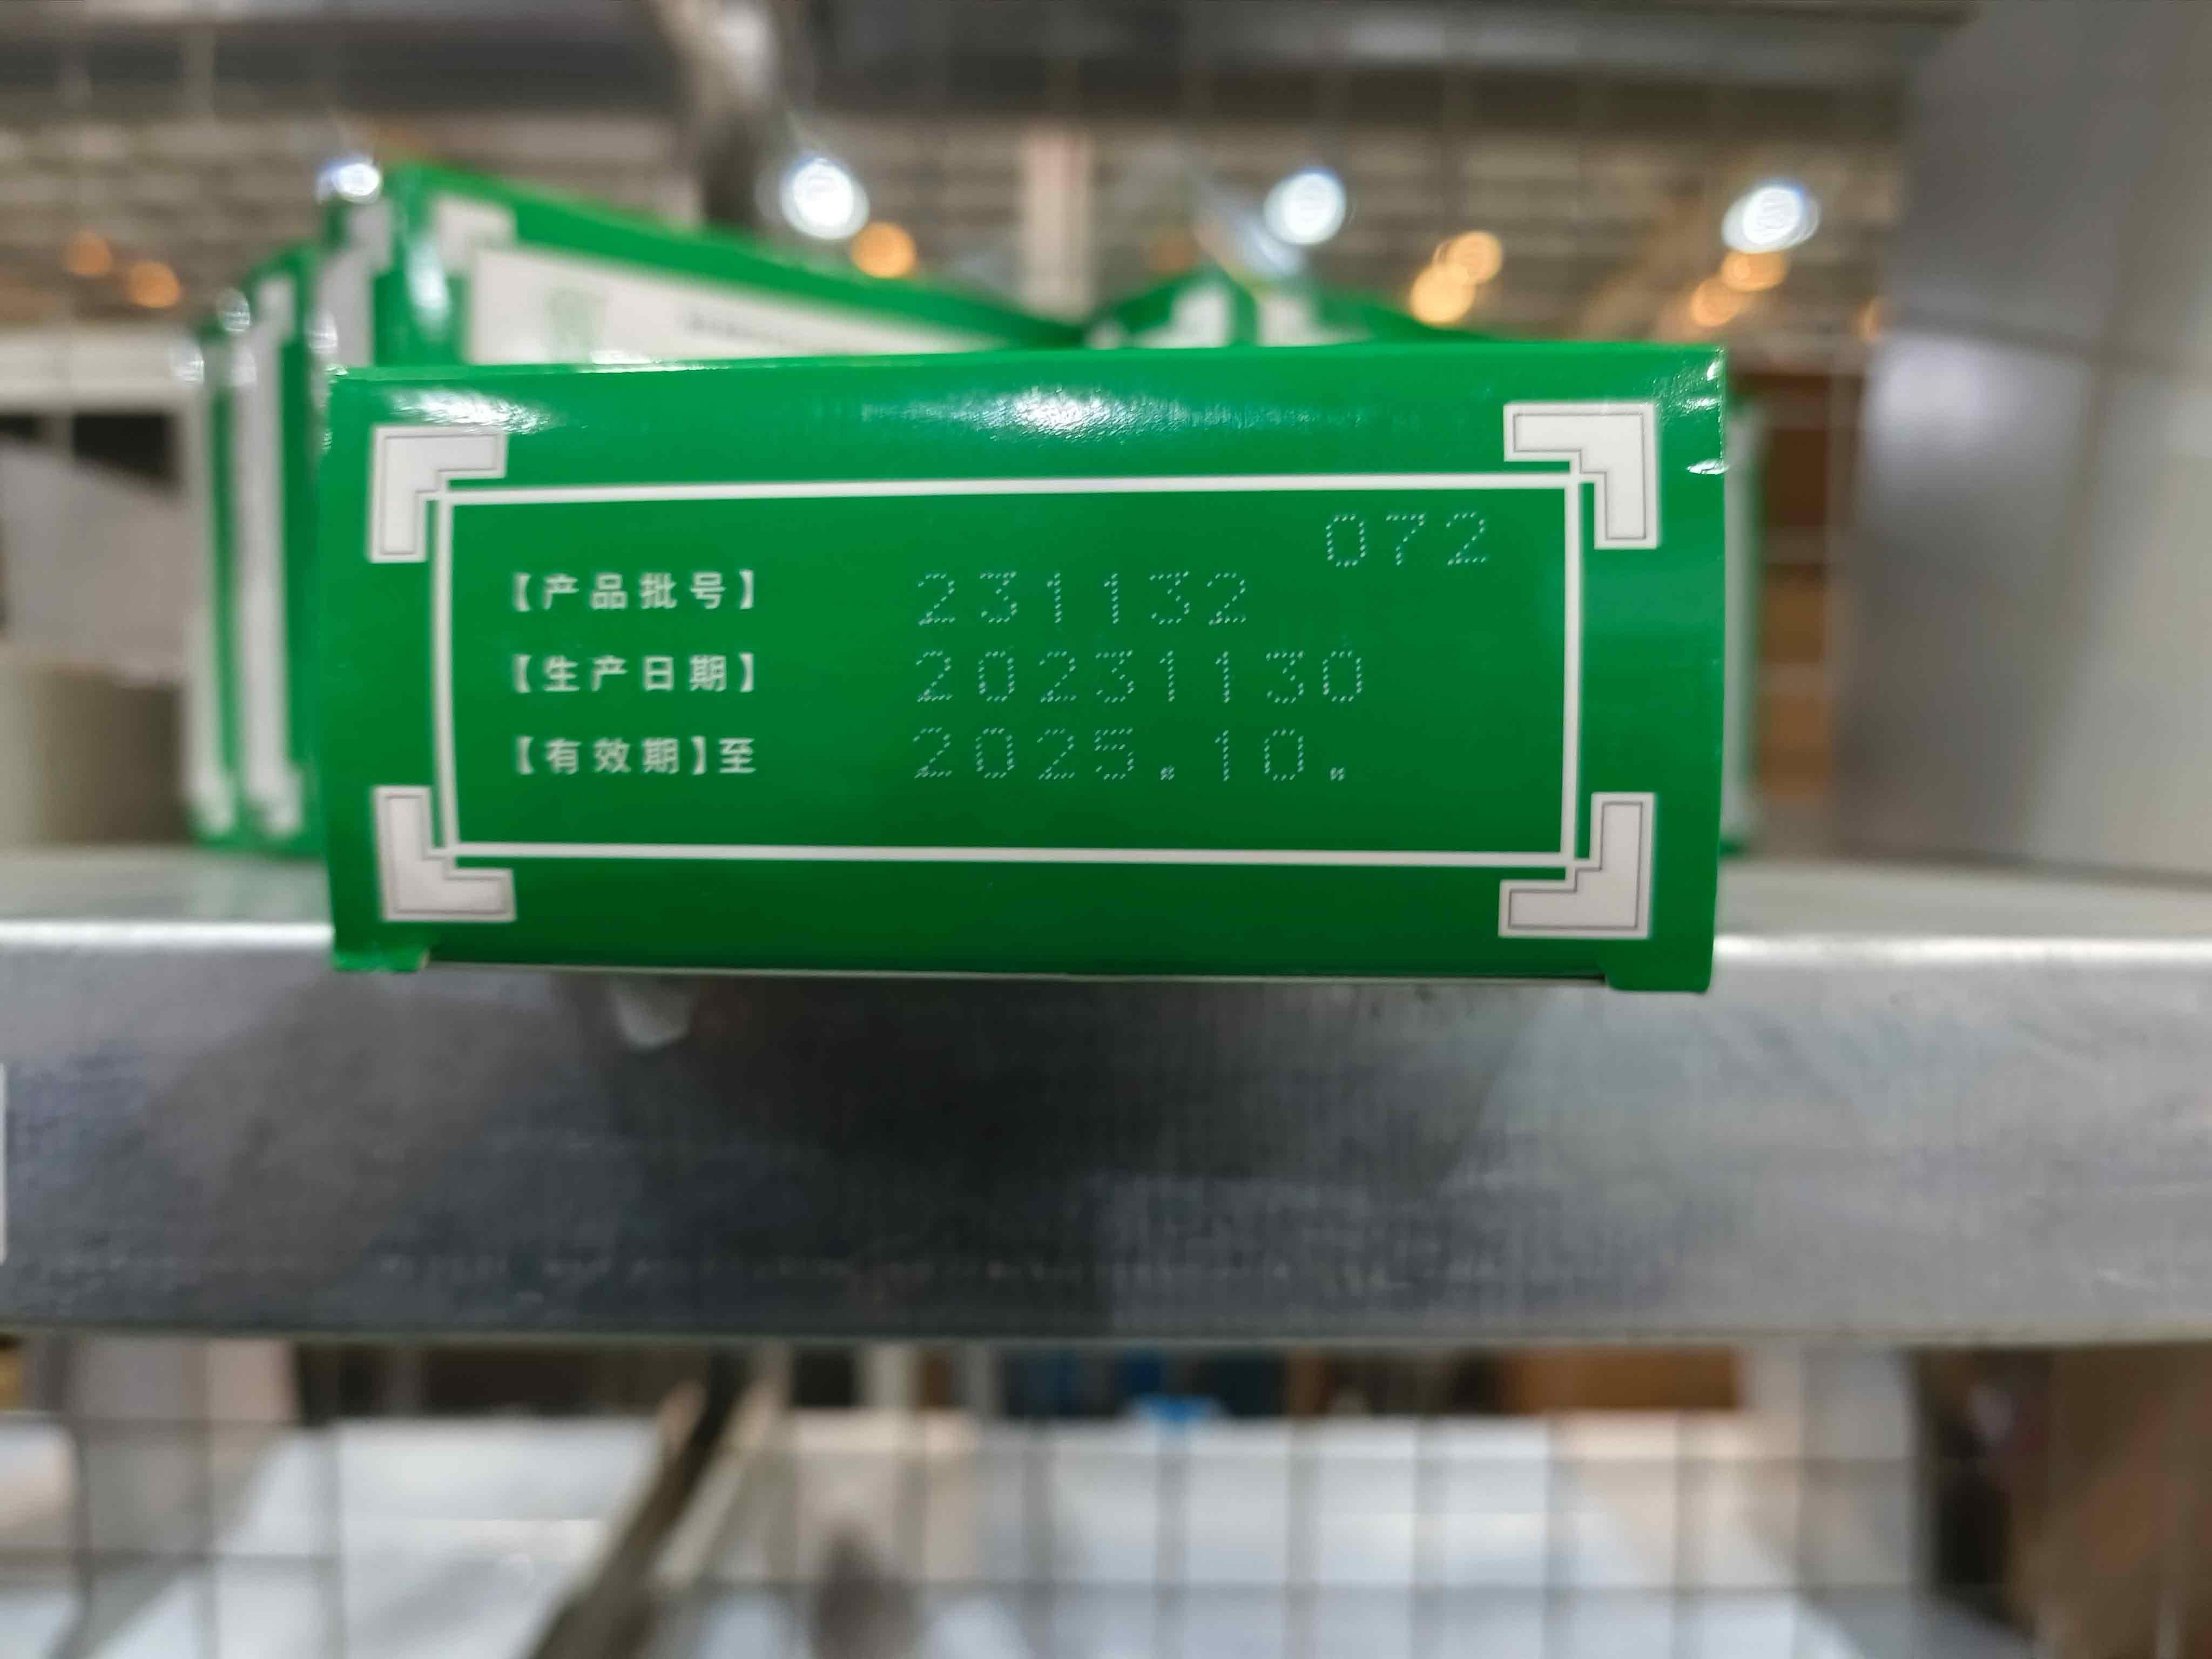 072
【产品批号】 231132
【生产日期】 20231130
【有效期】至 2025.10.